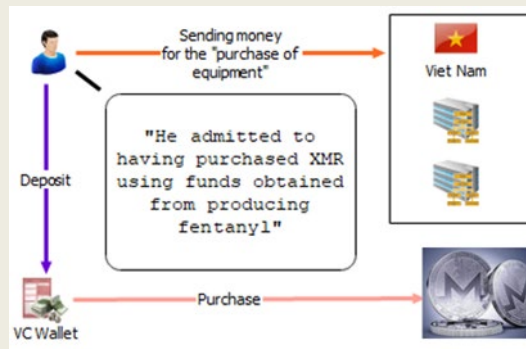 Sending money
for the "purchase of
equipment"
Viet Nam
"He admitted to
having purchased XMR
using funds obtained
from producing
fentanyl"
Deposit
Purchase
VC Wallet